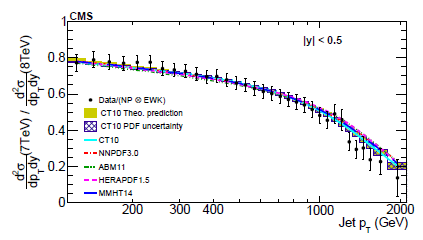 CMS
|y| < 0.5
d²σ/dp_T dy (7TeV) / d²σ/dp_T dy (8TeV)
1
0.8
0.6
0.4
0.2
0
Data/(NP ⊗ EWK)
CT10 Theo. prediction
CT10 PDF uncertainty
CT10
NNPDF3.0
ABM11
HERAPDF1.5
MMHT14
200 300 400 1000 2000
Jet p_T (GeV)